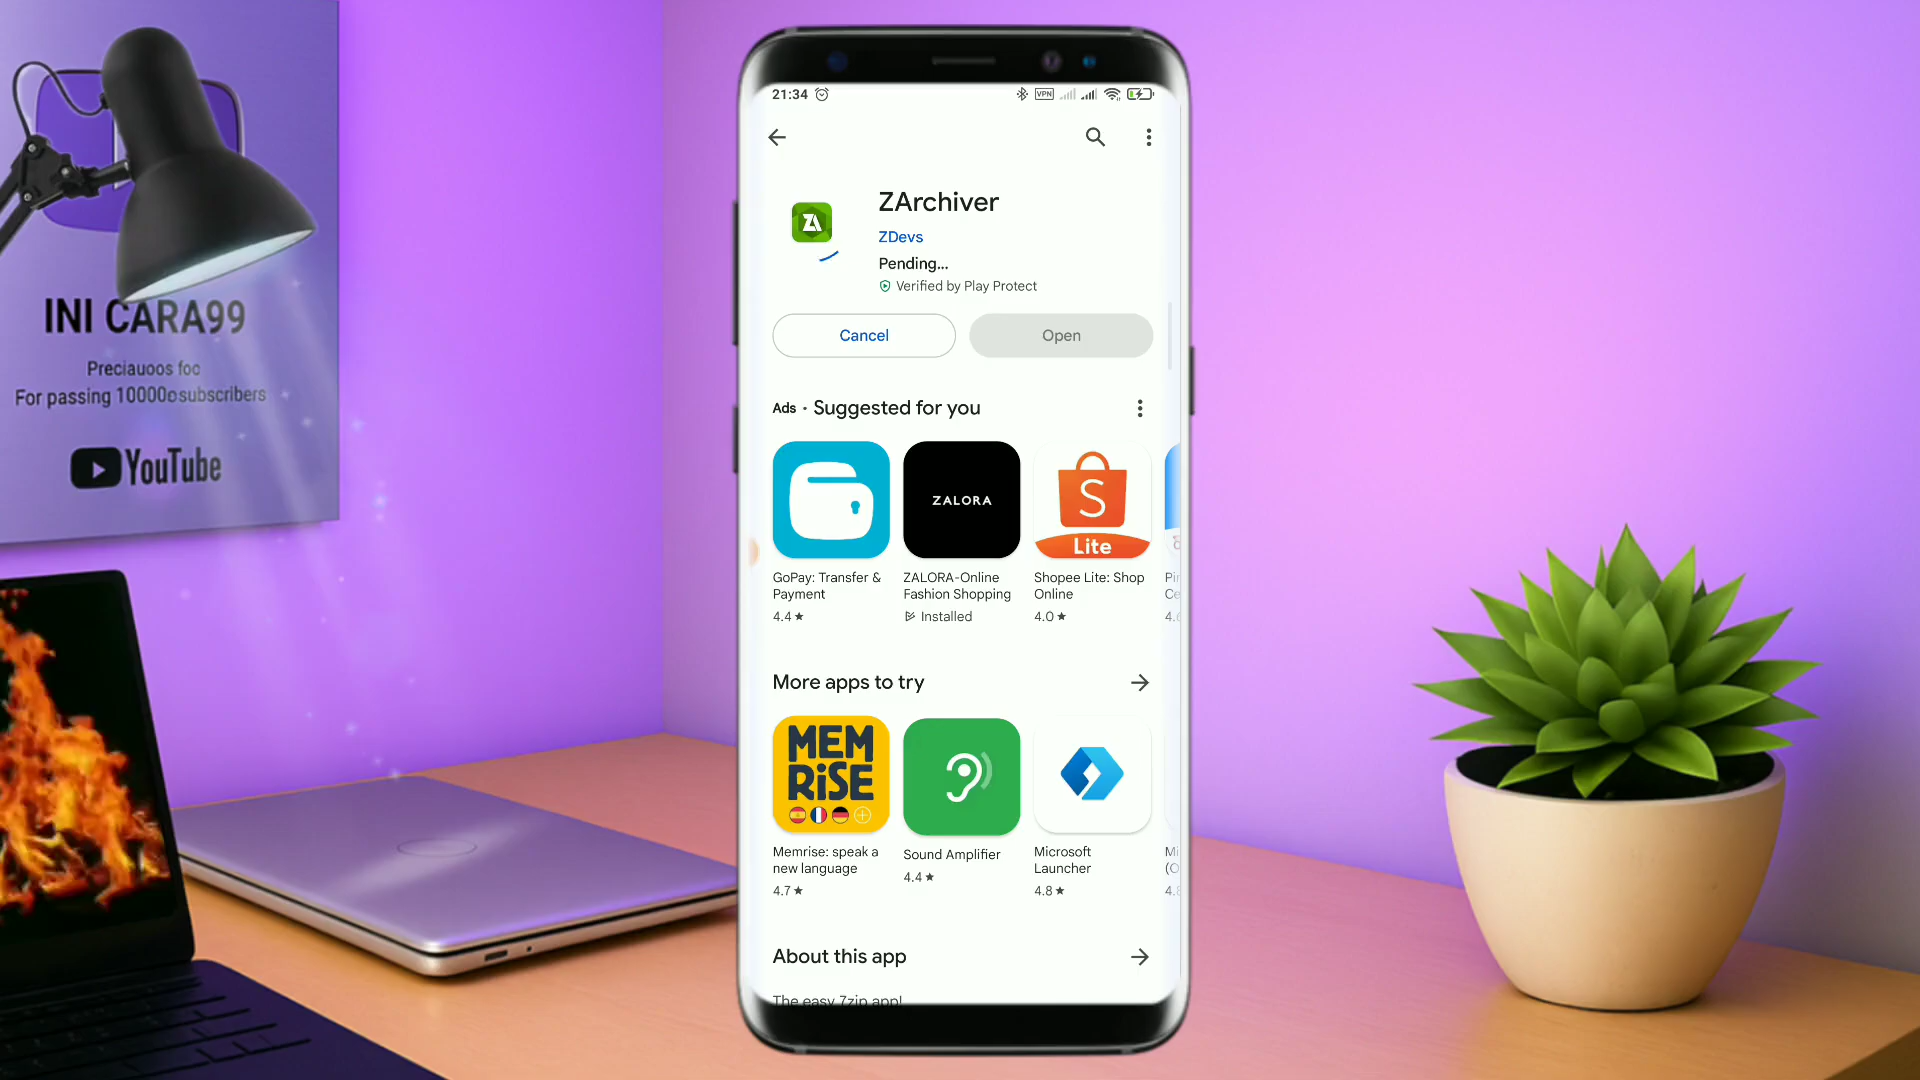 INI CARA99
Preciauoos foc
For passing 10000osubscribers
YouTube
21:34
VPN
ZArchiver
ZA
ZDevs
Pending...
Verified by Play Protect
Cancel
Open
Ads • Suggested for you
ZALORA
S
Lite
GoPay: Transfer &
Payment
4.4 ★
ZALORA-Online
Fashion Shopping
Installed
Shopee Lite: Shop
Online
4.0 ★
More apps to try
MEM
RiSE
Memrise: speak a
new language
4.7 ★
Sound Amplifier
4.4 ★
Microsoft
Launcher
4.8 ★
About this app
The easy 7zip app!